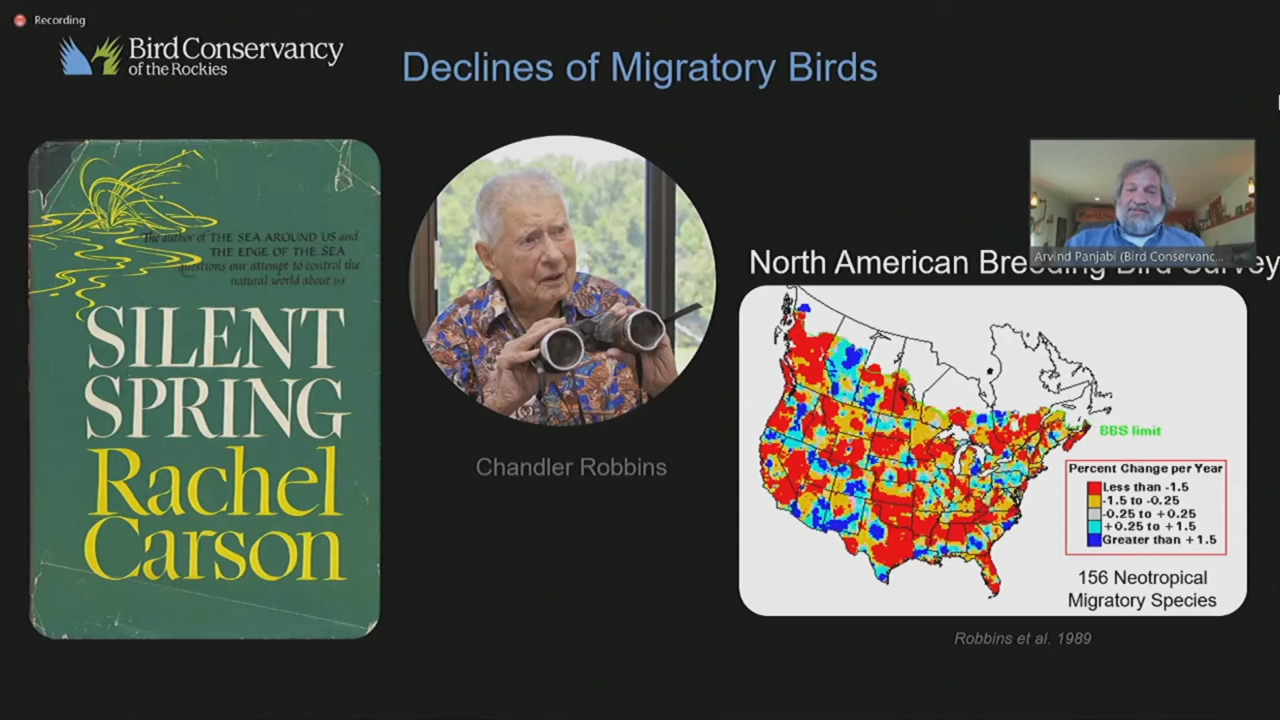 Recording
Bird Conservancy
of the Rockies
Declines of Migratory Birds
The author of THE SEA AROUND US and
THE EDGE OF THE SEA
questions our attempt to control the
natural world about us
SILENT
SPRING
Rachel
Carson
Chandler Robbins
Arvind Panjabi (Bird Conservanc...
North American Breeding Bird Survey
BBS limit
Percent Change per Year
Less than -1.5
-1.5 to -0.25
-0.25 to +0.25
+0.25 to +1.5
Greater than +1.5
156 Neotropical
Migratory Species
Robbins et al. 1989